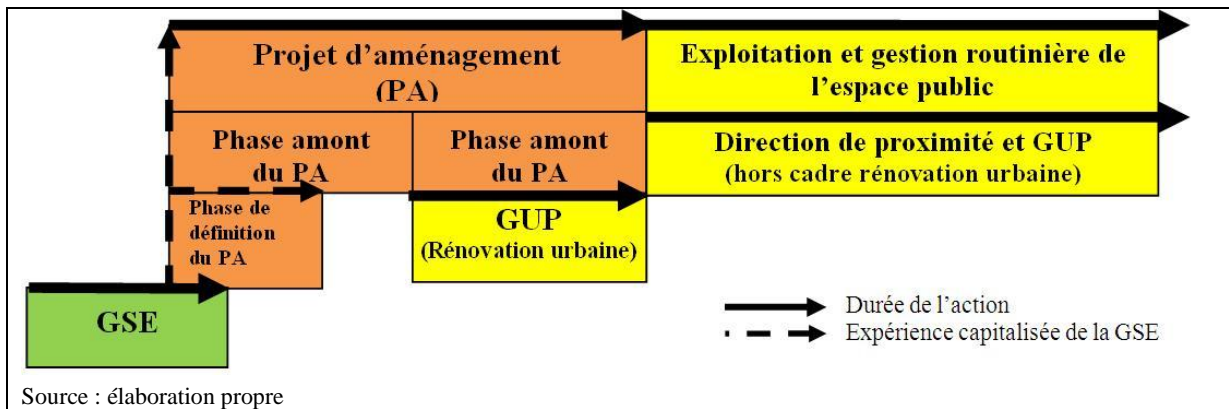 Projet d'aménagement
(PA)
Exploitation et gestion routinière de
l'espace public
Phase amont
du PA
Phase amont
du PA
Direction de proximité et GUP
(hors cadre rénovation urbaine)
Phase de
définition
du PA
GUP
(Rénovation urbaine)
GSE
Durée de l'action
Expérience capitalisée de la GSE
Source : élaboration propre